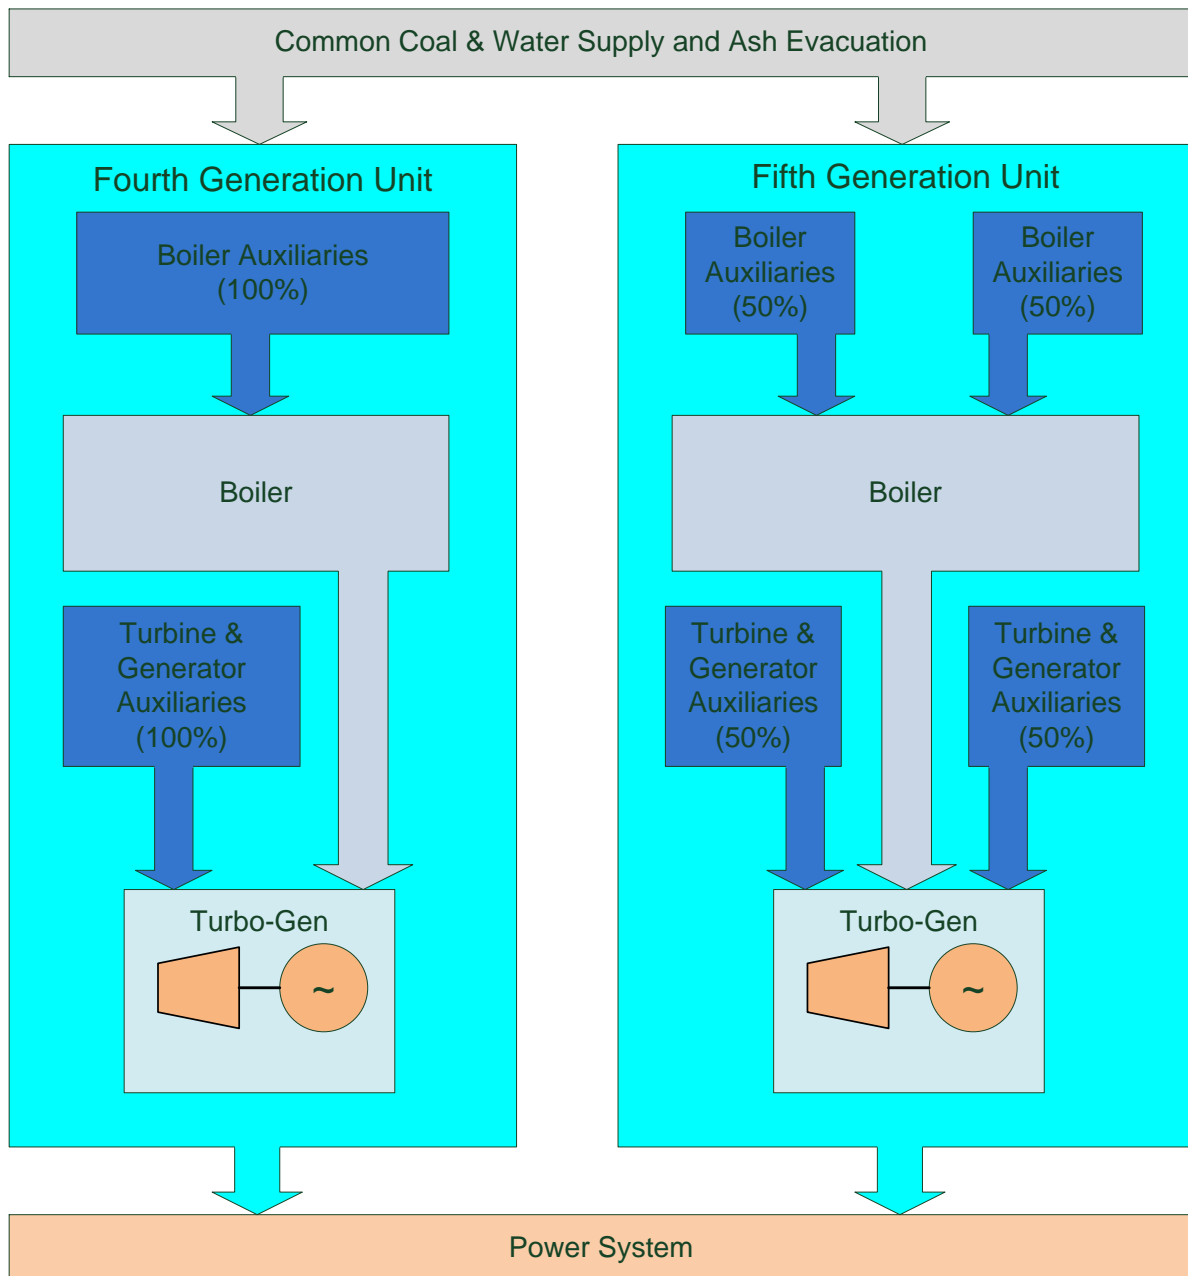 Common Coal & Water Supply and Ash Evacuation
Fourth Generation Unit
Boiler Auxiliaries
(100%)
Boiler
Turbine &
Generator
Auxiliaries
(100%)
Turbo-Gen
~
Fifth Generation Unit
Boiler
Auxiliaries
(50%)
Boiler
Auxiliaries
(50%)
Boiler
Turbine &
Generator
Auxiliaries
(50%)
Turbine &
Generator
Auxiliaries
(50%)
Turbo-Gen
~
Power System